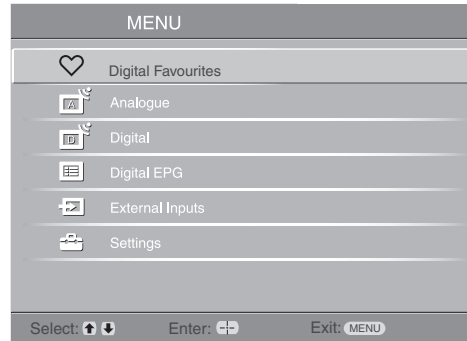 MENU
Digital Favourites
A Analogue
D Digital
Digital EPG
External Inputs
Settings
Select: Enter: Exit: MENU